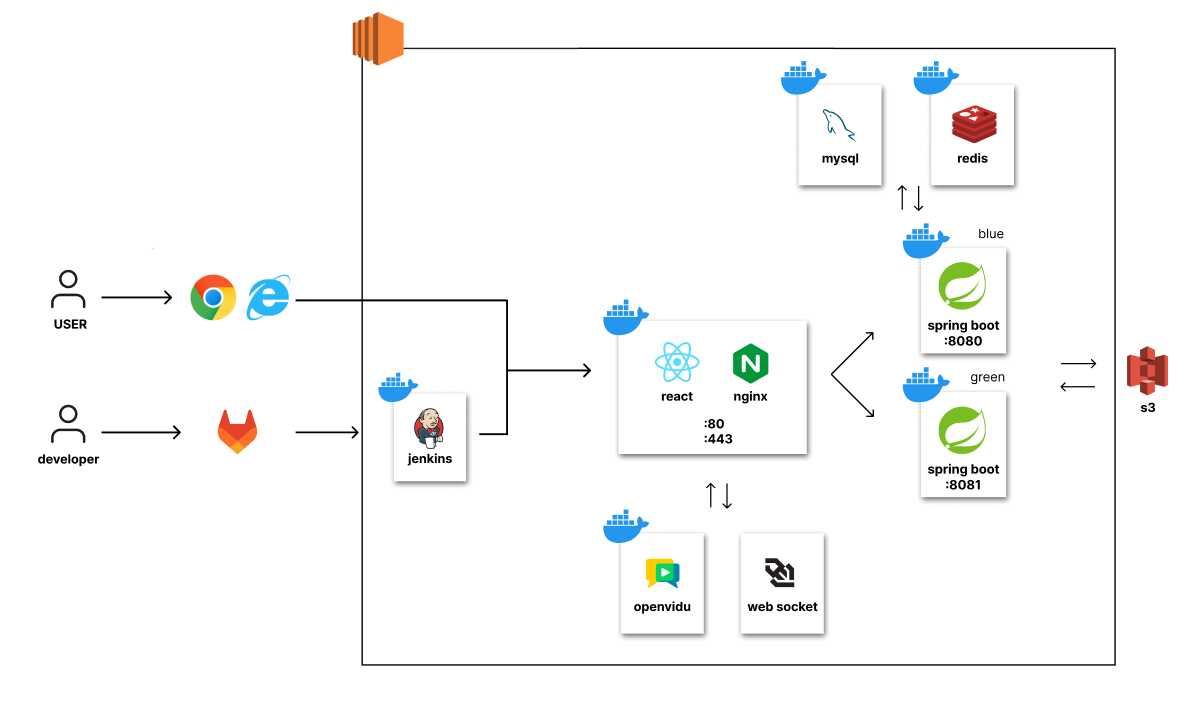 mysql
redis
blue
spring boot
:8080
USER
react
nginx
:80
:443
green
spring boot
:8081
s3
developer
jenkins
openvidu
web socket